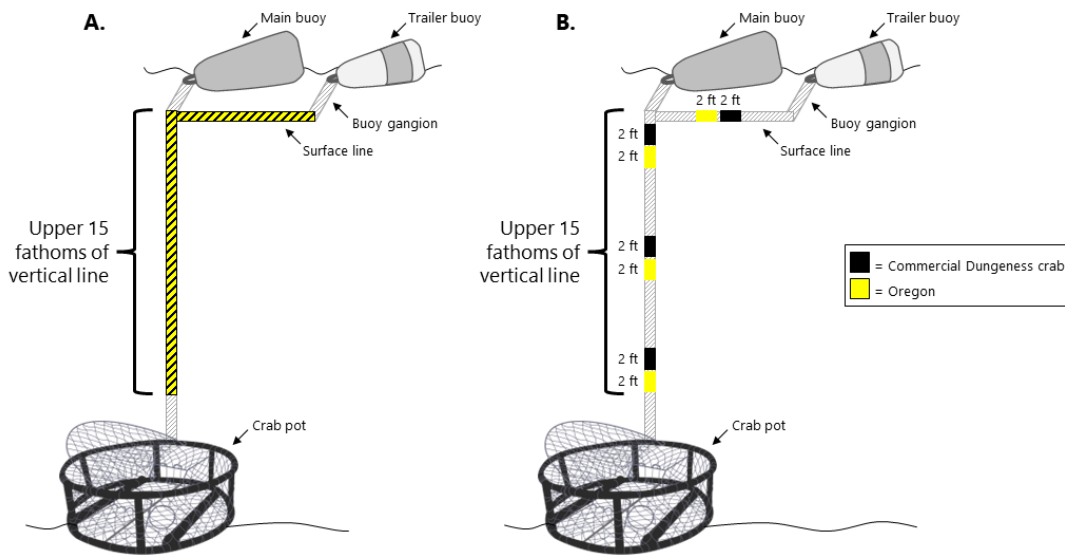 A.
Main buoy
Trailer buoy
Buoy gangion
Surface line
Upper 15
fathoms of
vertical line
Crab pot
B.
Main buoy
Trailer buoy
2 ft 2 ft
Buoy gangion
Surface line
2 ft
2 ft
Upper 15
fathoms of
vertical line
2 ft
2 ft
2 ft
2 ft
Crab pot
= Commercial Dungeness crab
= Oregon